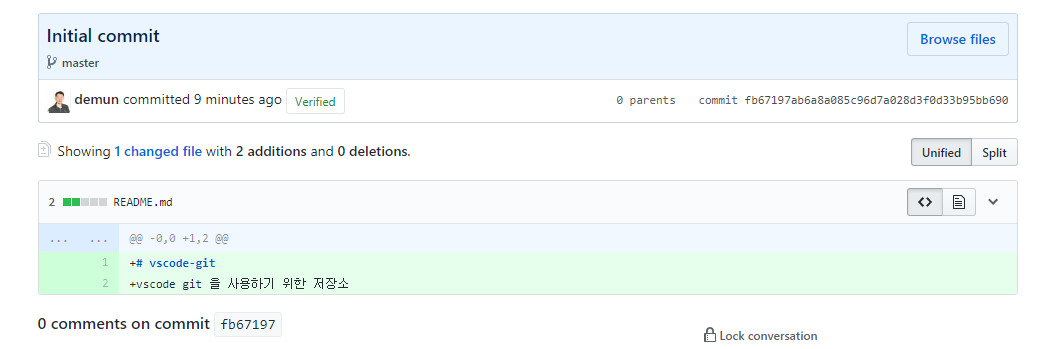 Initial commit
Browse files
master
demun committed 9 minutes ago Verified 0 parents commit fb67197ab6a8a085c96d7a028d3f0d33b95bb690
Showing 1 changed file with 2 additions and 0 deletions. Unified Split
2 README.md <>
... ... @@ -0,0 +1,2 @@
1 +# vscode-git
2 +vscode git 을 사용하기 위한 저장소
0 comments on commit fb67197
Lock conversation